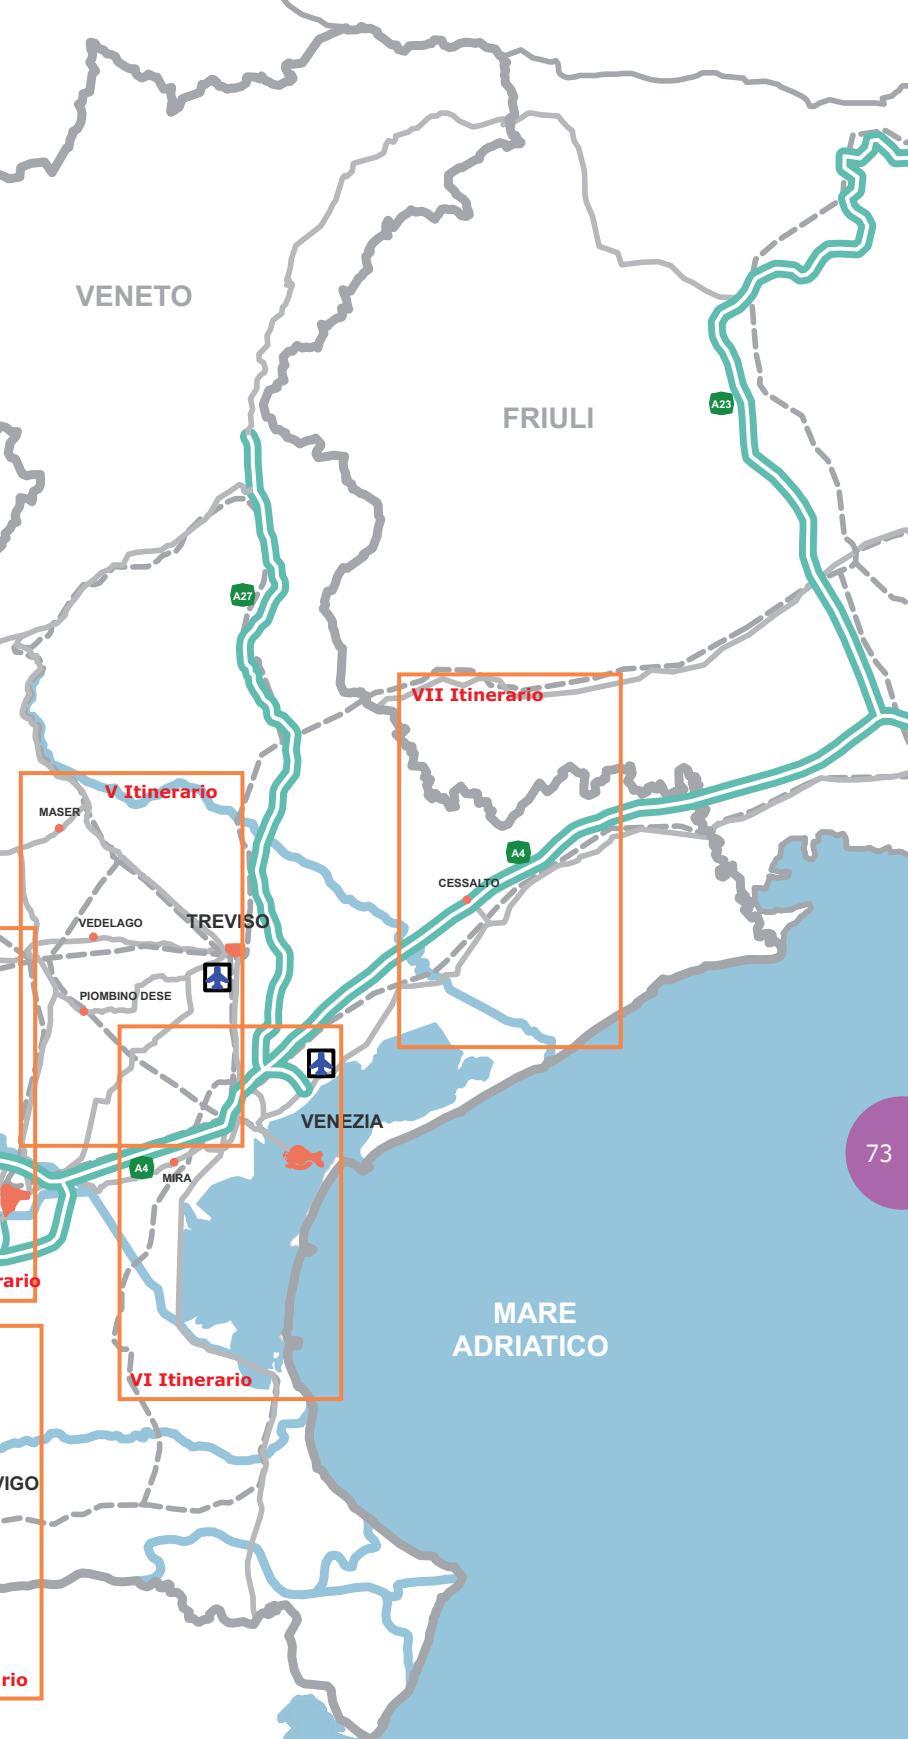 VENETO
FRIULI
A23
A27
VII Itinerario
V Itinerario
MASER
A4
CESSALTO
VEDELAGO
TREVISO
PIOMBINO DESE
VENEZIA
73
A4
MIRA
rario
MARE
ADRIATICO
VI Itinerario
VIGO
rio